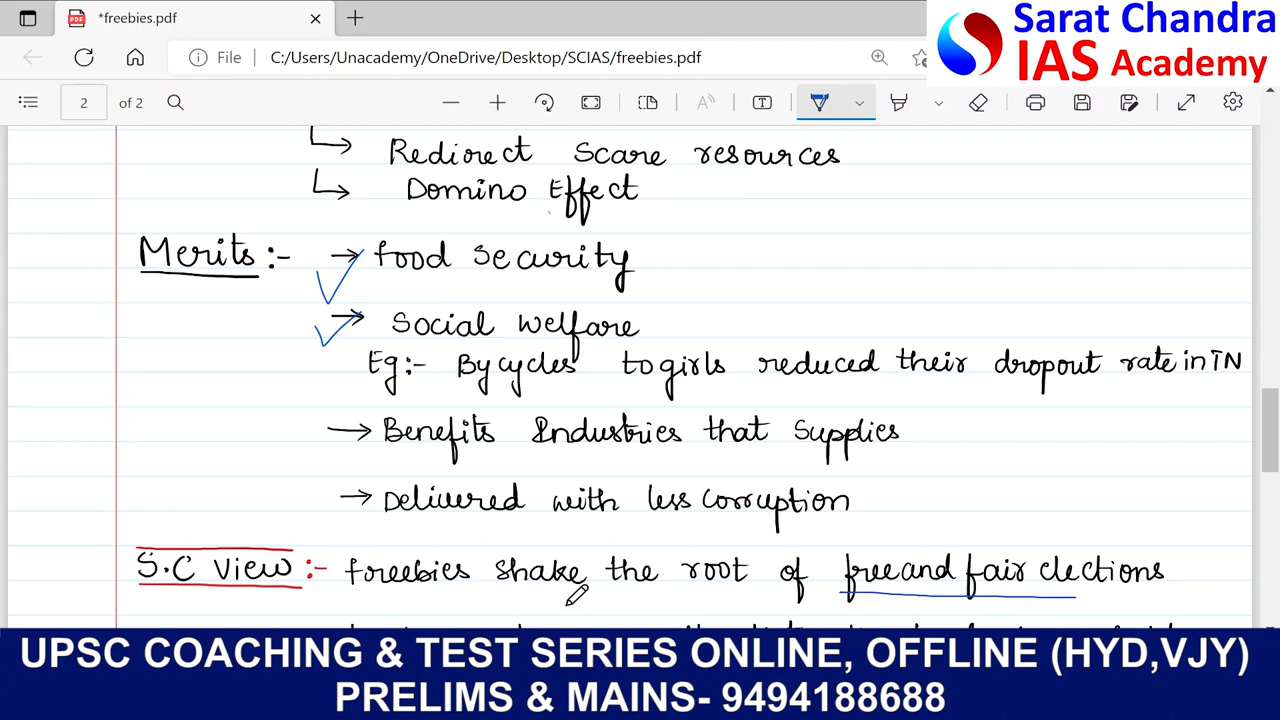 *freebies.pdf
Sarat Chandra
IAS Academy
File C:/Users/Unacademy/OneDrive/Desktop/SCIAS/freebies.pdf
2 of 2
Redirect Scare resources
Domino Effect
Merits :- → food security
→ Social welfare
Eg:- Bycycles to girls reduced their dropout rate in TN
→ Benefits Industries that Supplies
→ Delivered with less corruption
S.C View :- freebies shake the root of free and fair elections
UPSC COACHING & TEST SERIES ONLINE, OFFLINE (HYD,VJY)
PRELIMS & MAINS- 9494188688